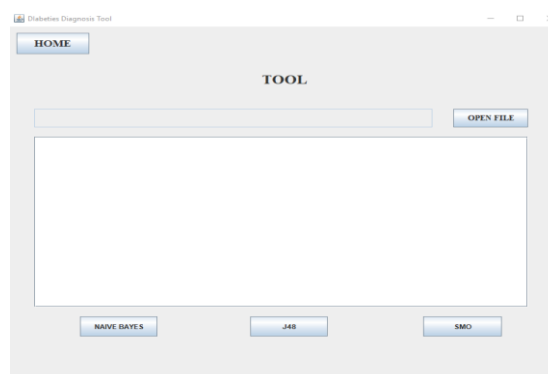 Diabeties Diagnosis Tool
HOME
TOOL
OPEN FILE
NAIVE BAYES
J48
SMO